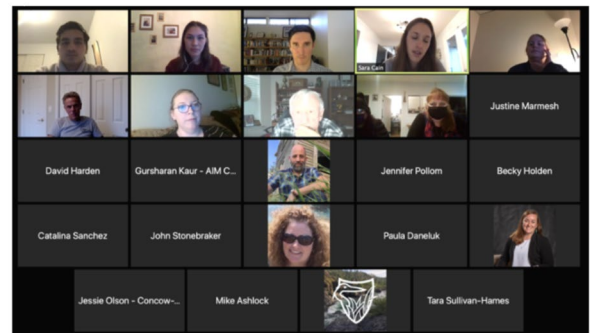 Sara Cain
Justine Marmesh
David Harden
Gursharan Kaur - AIM C...
Jennifer Pollom
Becky Holden
Catalina Sanchez
John Stonebraker
Paula Daneluk
Jessie Olson - Concow-...
Mike Ashlock
Tara Sullivan-Hames